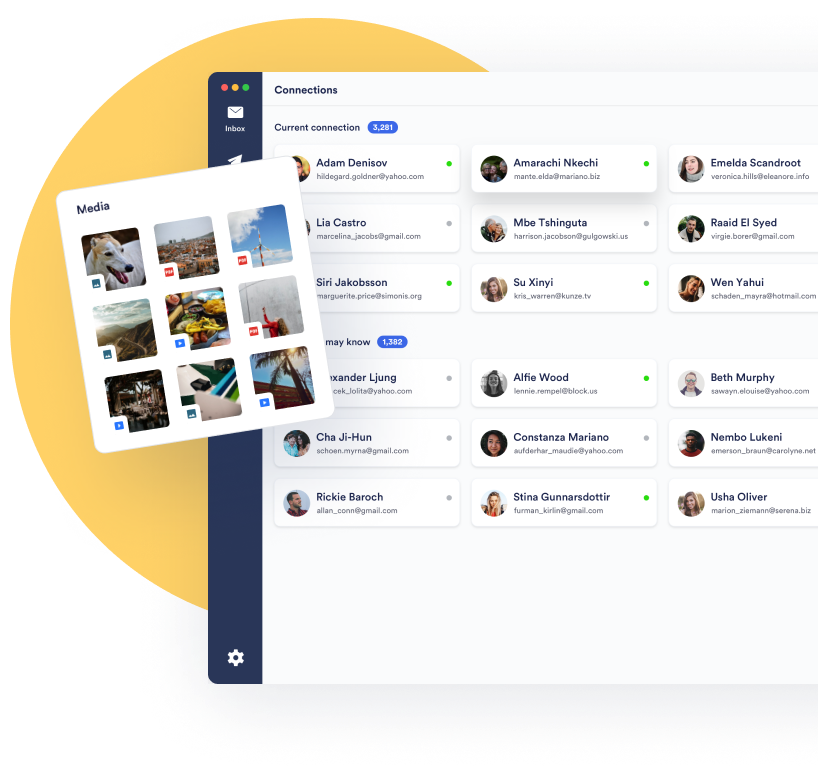 Connections
Inbox
Current connection 3,281
Adam Denisov
hildegard.goldner@yahoo.com
Amarachi Nkechi
mante.elda@mariano.biz
Emelda Scandroot
veronica.hills@eleanore.info
Media
Lia Castro
marcelina_jacobs@gmail.com
Mbe Tshinguta
harrison.jacobson@gulgowski.us
Raaid El Syed
virgie.borer@gmail.com
Siri Jakobsson
marguerite.price@simonis.org
Su Xinyi
kris_warren@kunze.tv
Wen Yahui
schaden_mayra@hotmail.com
PDF
PDF
PDF
may know 1,382
exander Ljung
cek_lolita@yahoo.com
Alfie Wood
lennie.rempel@block.us
Beth Murphy
sawayn.elouise@yahoo.com
Cha Ji-Hun
schoen.myrna@gmail.com
Constanza Mariano
aufderhar_maudie@yahoo.com
Nembo Lukeni
emerson_braun@carolyne.net
Rickie Baroch
allan_conn@gmail.com
Stina Gunnarsdottir
furman_kirlin@gmail.com
Usha Oliver
marion_ziemann@serena.biz